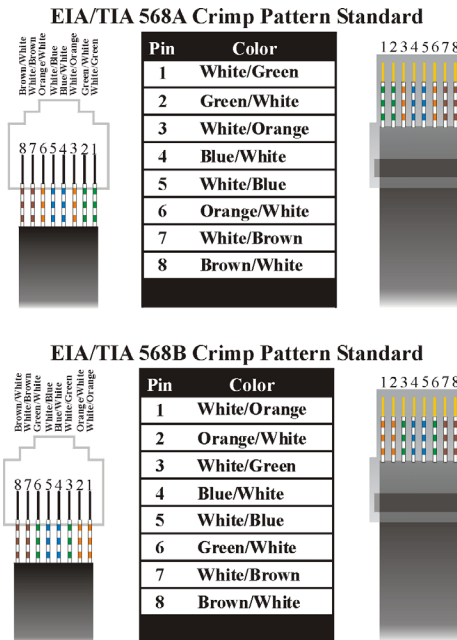 EIA/TIA 568A Crimp Pattern Standard
Brown/White
White/Brown
Orange/White
White/Blue
Blue/White
White/Orange
Green/White
White/Green
87654321
Pin Color
1 White/Green
2 Green/White
3 White/Orange
4 Blue/White
5 White/Blue
6 Orange/White
7 White/Brown
8 Brown/White
12345678
EIA/TIA 568B Crimp Pattern Standard
Brown/White
White/Brown
Green/White
White/Blue
Blue/White
White/Green
Orange/White
White/Orange
87654321
Pin Color
1 White/Orange
2 Orange/White
3 White/Green
4 Blue/White
5 White/Blue
6 Green/White
7 White/Brown
8 Brown/White
12345678